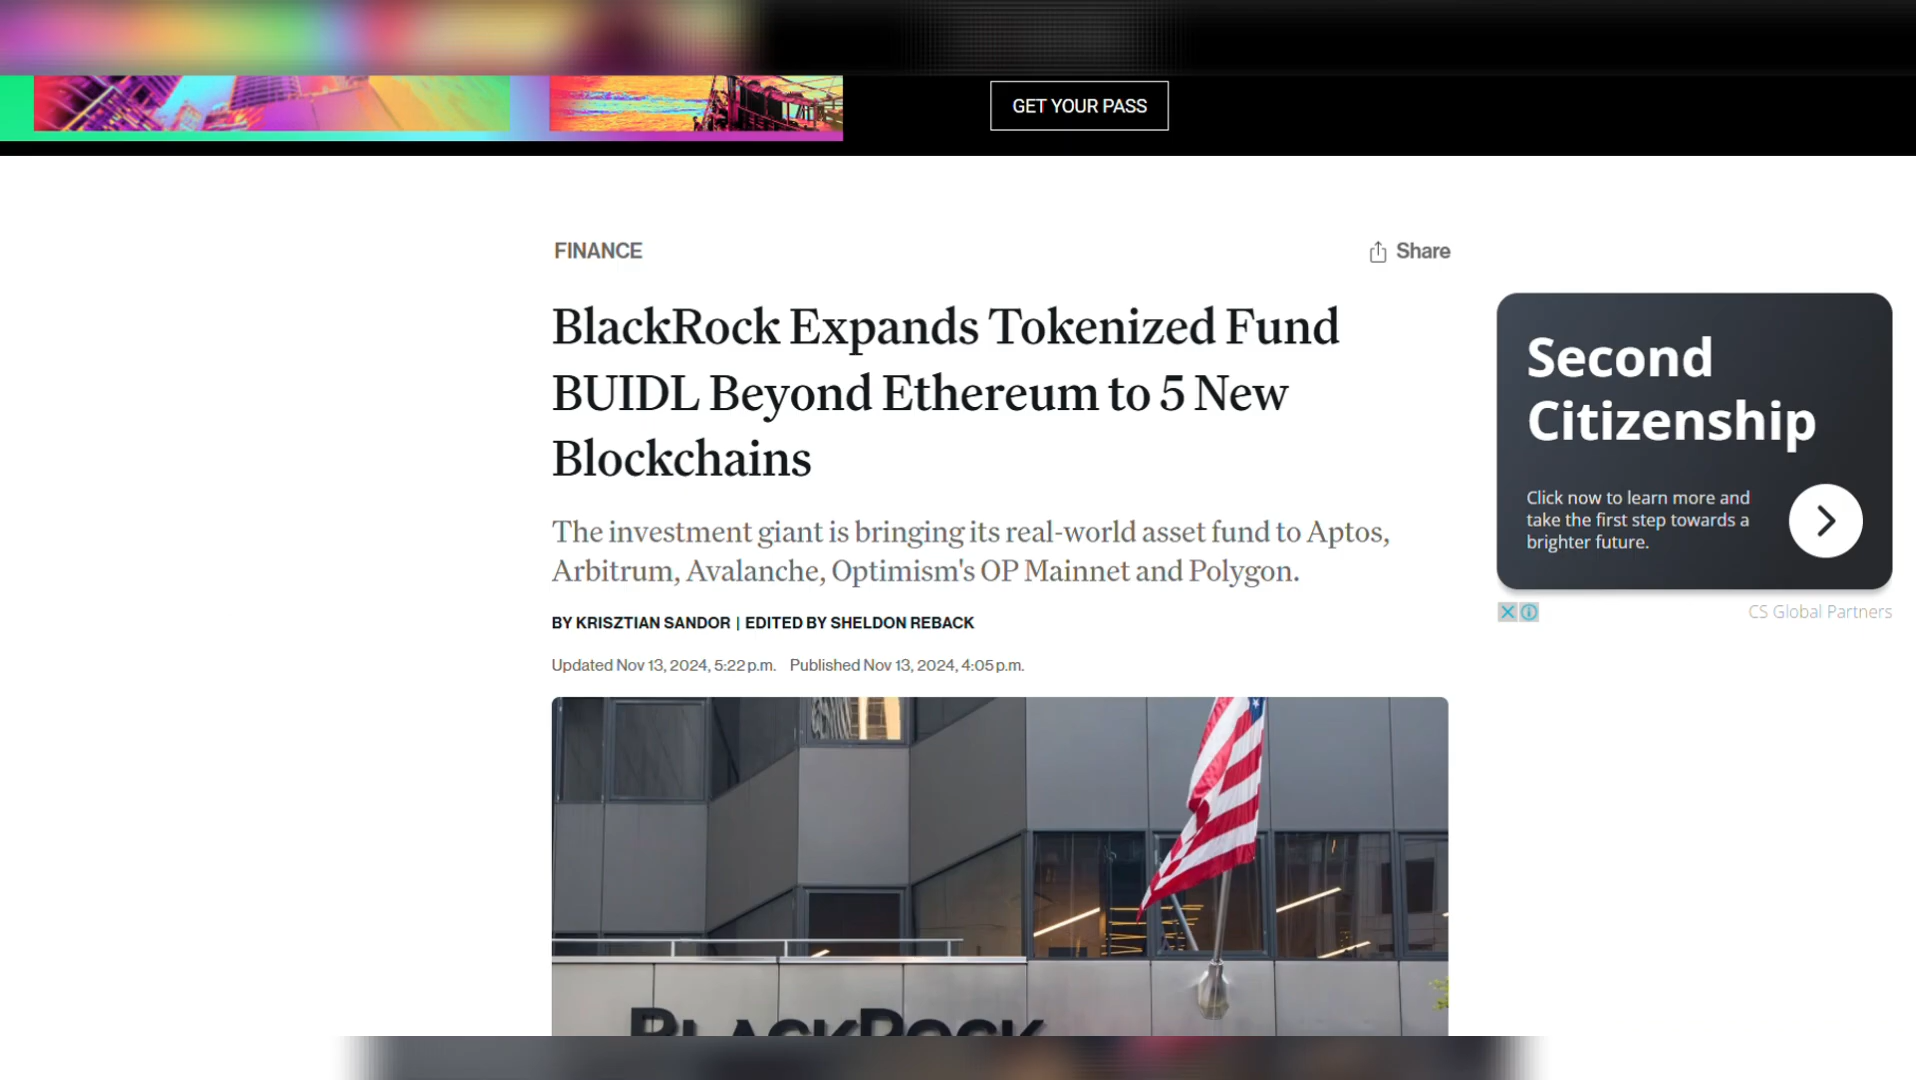 GET YOUR PASS
FINANCE
Share
BlackRock Expands Tokenized Fund
BUIDL Beyond Ethereum to 5 New
Blockchains
The investment giant is bringing its real-world asset fund to Aptos,
Arbitrum, Avalanche, Optimism's OP Mainnet and Polygon.
BY KRISZTIAN SANDOR | EDITED BY SHELDON REBACK
Updated Nov 13, 2024, 5:22 p.m. Published Nov 13, 2024, 4:05 p.m.
Second
Citizenship
Click now to learn more and
take the first step towards a
brighter future.
CS Global Partners
BLACKROCK